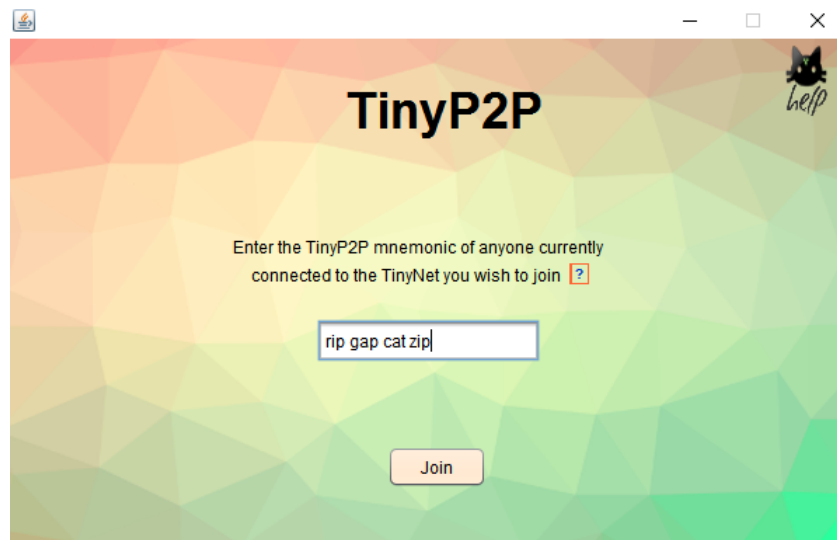 TinyP2P
help
Enter the TinyP2P mnemonic of anyone currently
connected to the TinyNet you wish to join ?
rip gap cat zip
Join